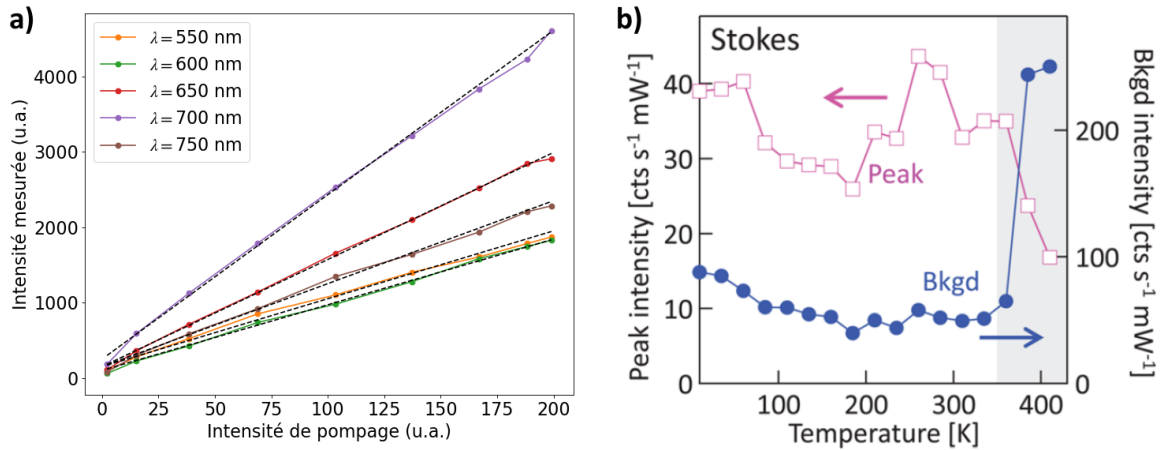 a)
λ=550 nm
λ=600 nm
λ=650 nm
λ=700 nm
λ=750 nm
Intensité mesurée (u.a.)
4000
3000
2000
1000
0
0 25 50 75 100 125 150 175 200
Intensité de pompage (u.a.)
b)
Stokes
Peak
Bkgd
Peak intensity [cts s⁻¹ mW⁻¹]
40
30
20
10
0
Bkgd intensity [cts s⁻¹ mW⁻¹]
200
100
0
100 200 300 400
Temperature [K]